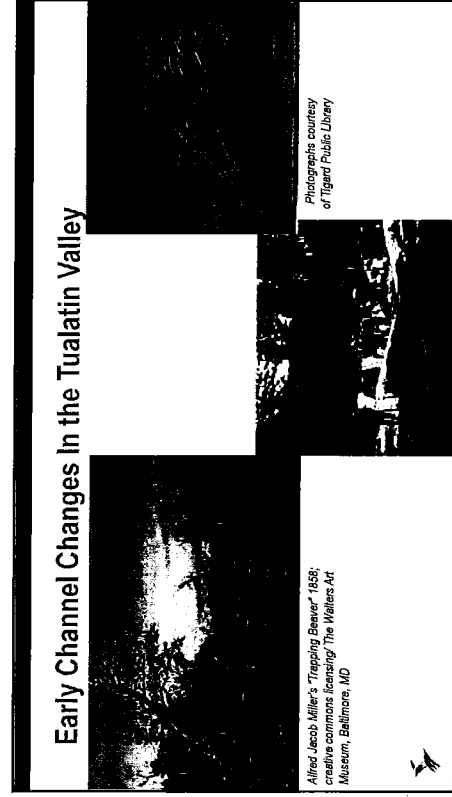 Early Channel Changes In the Tualatin Valley
Alfred Jacob Miller's "Trapping Beaver" 1858;
creative commons licensing/ The Walters Art
Museum, Baltimore, MD
Photographs courtesy
of Tigard Public Library